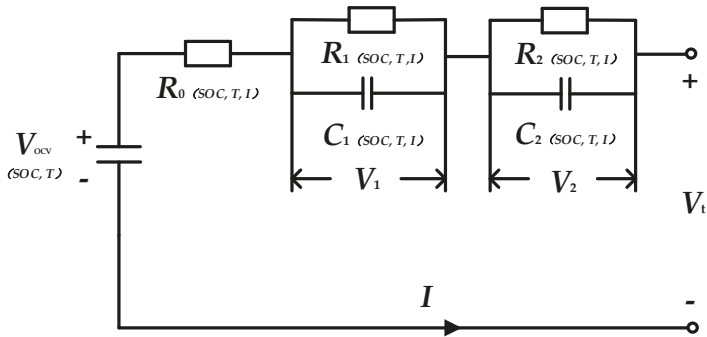 R₁ (SOC, T, I)
R₂ (SOC, T, I)
R₀ (SOC, T, I)
+
C₁ (SOC, T, I)
C₂ (SOC, T, I)
+
Vocv
(SOC, T)
-
V₁
V₂
Vt
I
-